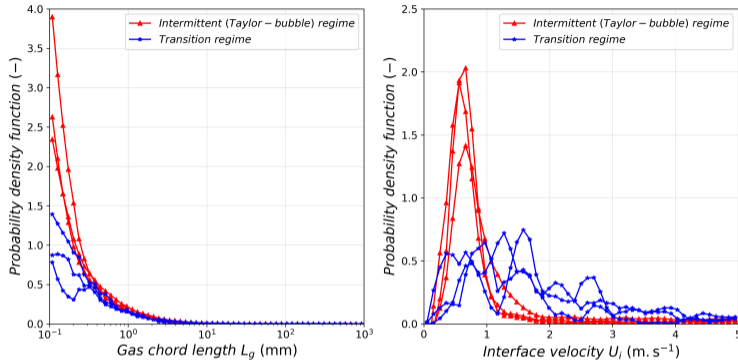 4.0
3.5
3.0
2.5
2.0
1.5
1.0
0.5
0.0
Probability density function (−)
10⁻¹ 10⁰ 10¹ 10² 10³
Gas chord length L_g (mm)
Intermittent (Taylor − bubble) regime
Transition regime
2.5
2.0
1.5
1.0
0.5
0.0
Probability density function (−)
0 1 2 3 4 5
Interface velocity U_i (m. s⁻¹)
Intermittent (Taylor − bubble) regime
Transition regime